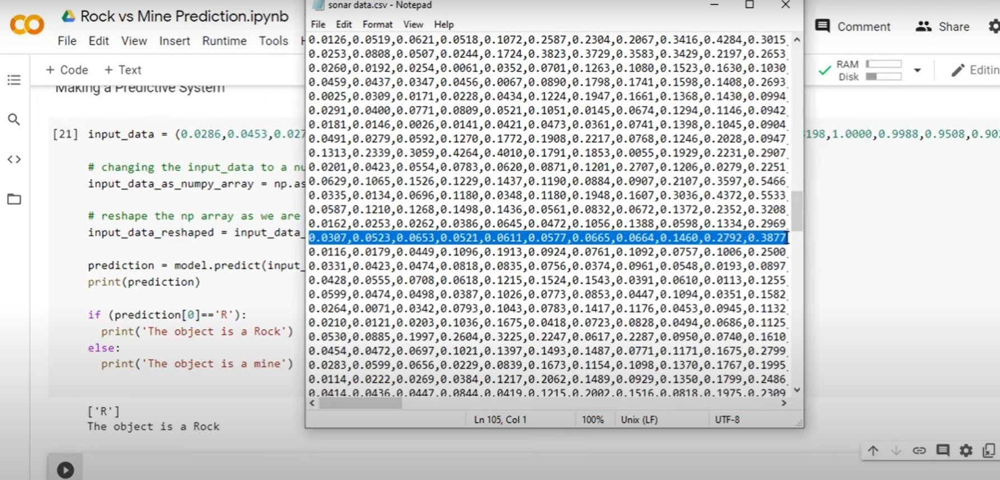 Rock vs Mine Prediction.ipynb
File Edit View Insert Runtime Tools
Comment Share
+ Code + Text
RAM
Disk
Making a Predictive System
[21] input_data = (0.0286,0.0453,0.027
198,1.0000,0.9988,0.9508,0.902
# changing the input_data to a nu
input_data_as_numpy_array = np.as
# reshape the np array as we are
input_data_reshaped = input_data_
prediction = model.predict(input_
print(prediction)
if (prediction[0]=='R'):
print('The object is a Rock')
else:
print('The object is a mine')
['R']
The object is a Rock
sonar data.csv - Notepad
File Edit Format View Help
0.0126,0.0519,0.0621,0.0518,0.1072,0.2587,0.2304,0.2067,0.3416,0.4284,0.3015
0.0253,0.0808,0.0507,0.0244,0.1724,0.3823,0.3729,0.3583,0.3429,0.2197,0.2653
0.0260,0.0192,0.0254,0.0061,0.0352,0.0701,0.1263,0.1080,0.1523,0.1630,0.1030
0.0459,0.0437,0.0347,0.0456,0.0067,0.0890,0.1798,0.1741,0.1598,0.1408,0.2693
0.0025,0.0309,0.0171,0.0228,0.0434,0.1224,0.1947,0.1661,0.1368,0.1430,0.0994
0.0291,0.0400,0.0771,0.0809,0.0521,0.1051,0.0145,0.0674,0.1294,0.1146,0.0942
0.0181,0.0146,0.0026,0.0141,0.0421,0.0473,0.0361,0.0741,0.1398,0.1045,0.0904
0.0491,0.0279,0.0592,0.1270,0.1772,0.1908,0.2217,0.0768,0.1246,0.2028,0.0947
0.1313,0.2339,0.3059,0.4264,0.4010,0.1791,0.1853,0.0055,0.1929,0.2231,0.2907
0.0201,0.0423,0.0554,0.0783,0.0620,0.0871,0.1201,0.2707,0.1206,0.0279,0.2251
0.0629,0.1065,0.1526,0.1229,0.1437,0.1190,0.0884,0.0907,0.2107,0.3597,0.5466
0.0335,0.0134,0.0696,0.1180,0.0348,0.1180,0.1948,0.1607,0.3036,0.4372,0.5533
0.0587,0.1210,0.1268,0.1498,0.1436,0.0561,0.0832,0.0672,0.1372,0.2352,0.3208
0.0162,0.0253,0.0262,0.0386,0.0645,0.0472,0.1056,0.1388,0.0598,0.1334,0.2969
0.0307,0.0523,0.0653,0.0521,0.0611,0.0577,0.0665,0.0664,0.1460,0.2792,0.3877
0.0116,0.0179,0.0449,0.1096,0.1913,0.0924,0.0761,0.1092,0.0757,0.1006,0.2500
0.0331,0.0423,0.0474,0.0818,0.0835,0.0756,0.0374,0.0961,0.0548,0.0193,0.0897
0.0428,0.0555,0.0708,0.0618,0.1215,0.1524,0.1543,0.0391,0.0610,0.0113,0.1255
0.0599,0.0474,0.0498,0.0387,0.1026,0.0773,0.0853,0.0447,0.1094,0.0351,0.1582
0.0264,0.0071,0.0342,0.0793,0.1043,0.0783,0.1417,0.1176,0.0453,0.0945,0.1132
0.0210,0.0121,0.0203,0.1036,0.1675,0.0418,0.0723,0.0828,0.0494,0.0686,0.1125
0.0530,0.0885,0.1997,0.2604,0.3225,0.2247,0.0617,0.2287,0.0950,0.0740,0.1610
0.0454,0.0472,0.0697,0.1021,0.1397,0.1493,0.1487,0.0771,0.1171,0.1675,0.2799
0.0283,0.0599,0.0656,0.0229,0.0839,0.1673,0.1154,0.1098,0.1370,0.1767,0.1995
0.0114,0.0222,0.0269,0.0384,0.1217,0.2062,0.1489,0.0929,0.1350,0.1799,0.2486
0.0414,0.0436,0.0447,0.0844,0.0419,0.1215,0.2002,0.1516,0.0818,0.1975,0.2309
Ln 105, Col 1 100% Unix (LF) UTF-8